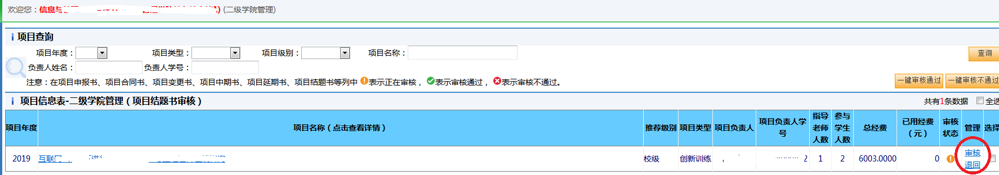 欢迎您：信息与 (二级学院管理)
项目查询
项目年度： 项目类型： 项目级别： 项目名称：
查询
负责人姓名： 负责人学号：
注意：在项目申报书、项目合同书、项目变更书、项目中期书、项目延期书、项目结题书等列中 表示正在审核， 表示审核通过， 表示审核不通过。
一键审核通过 一键审核不通过
项目信息表-二级学院管理（项目结题书审核） 共有1条数据 全选
项目年度 项目名称（点击查看详情） 推荐级别 项目类型 项目负责人 项目负责人学号 指导老师人数 参与学生人数 总经费 已用经费（元） 审核状态 管理 选择
2019 互联网 校级 创新训练 2 1 2 6003.0000 0 审核
退回